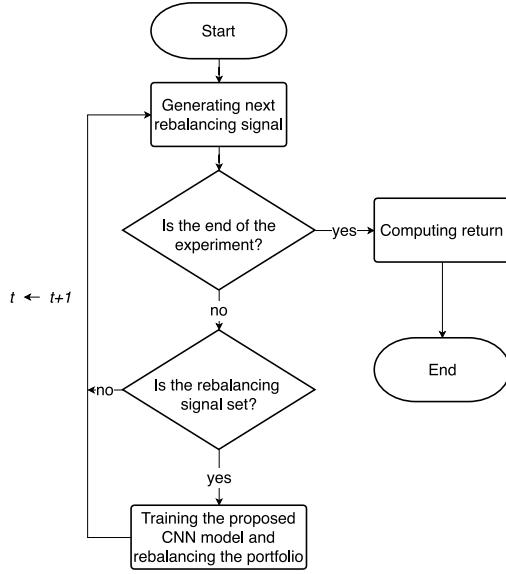 Start
Generating next
rebalancing signal
Is the end of the
experiment?
yes
Computing return
no
t ← t+1
End
Is the rebalancing
signal set?
no
yes
Training the proposed
CNN model and
rebalancing the portfolio